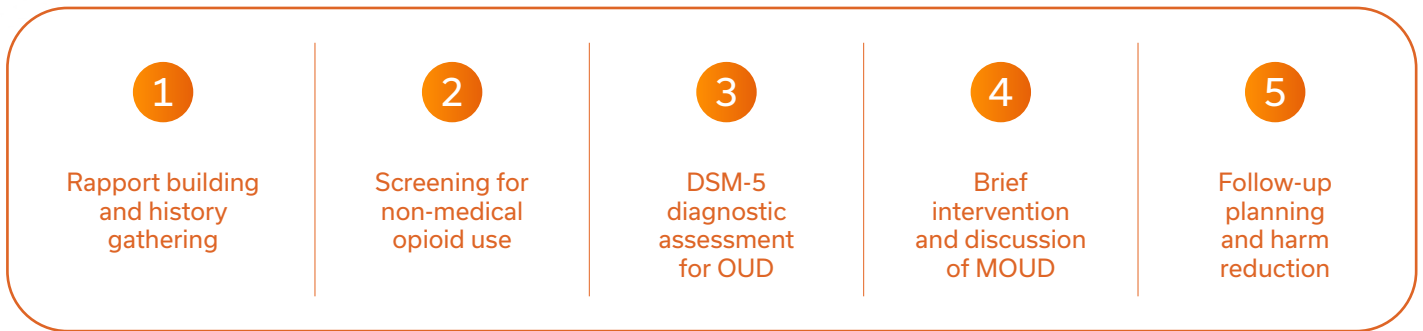 1
Rapport building
and history
gathering
2
Screening for
non-medical
opioid use
3
DSM-5
diagnostic
assessment
for OUD
4
Brief
intervention
and discussion
of MOUD
5
Follow-up
planning
and harm
reduction